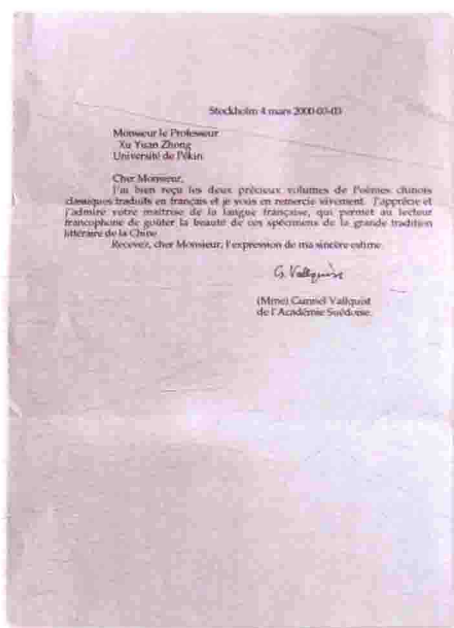 Stockholm 4 mars 2000-03-03
Monsieur le Professeur
Xu Yuan Zhong
Université de Pékin
Cher Monsieur,
J'ai bien reçu les deux précieux volumes de Poèmes chinois
classiques traduits en français et je vous en remercie vivement. J'apprécie et
j'admire votre maîtrise de la langue française, qui permet au lecteur
francophone de goûter la beauté de ces spécimens de la grande tradition
littéraire de la Chine.
Recevez, cher Monsieur, l'expression de ma sincère estime.
G. Vallquist
(Mme) Gunnel Vallquist
de l'Académie Suédoise.